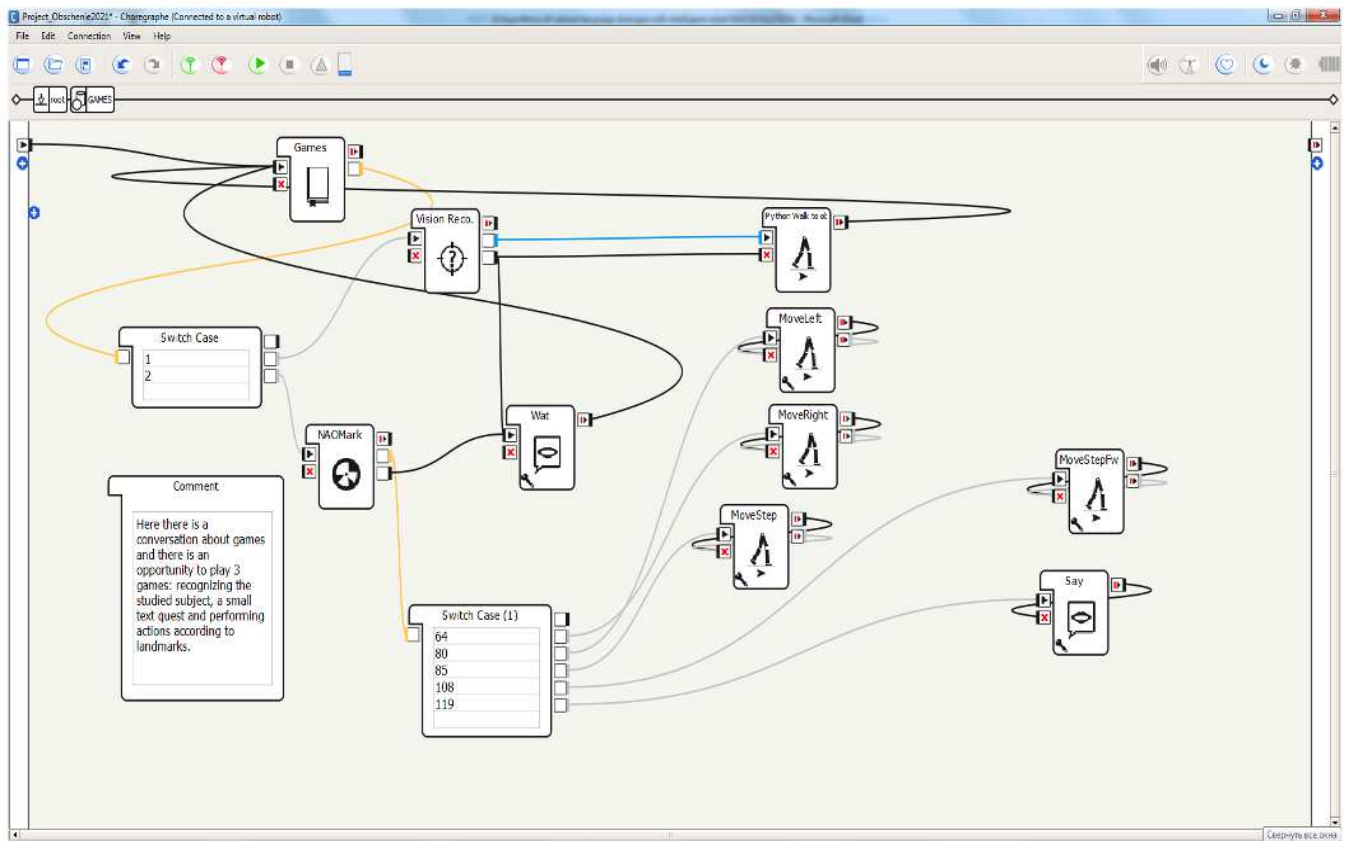 Project_Obschenie2021* - Choregraphe (Connected to a virtual robot)
File Edit Connection View Help
root GAMES
Games
Vision Reco.
Python Walk to ob
Switch Case
1
2
MoveLeft
NAOMark
Wat
MoveRight
MoveStepFw
Comment
Here there is a
conversation about games
and there is an
opportunity to play 3
games: recognizing the
studied subject, a small
text quest and performing
actions according to
landmarks.
MoveStep
Say
Switch Case (1)
64
80
85
108
119
Свернуть все окна